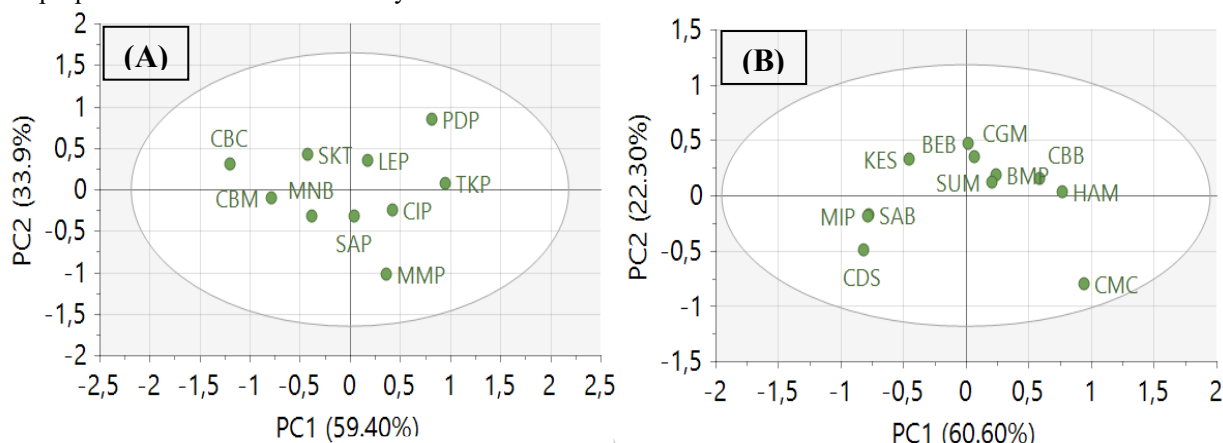 (A)
2
1,5
1
0,5
0
-0,5
-1
-1,5
-2
PC2 (33.9%)
CBC
SKT
LEP
PDP
TKP
CBM
MNB
CIP
SAP
MMP
-2,5 -2 -1,5 -1 -0,5 0 0,5 1 1,5 2 2,5
PC1 (59.40%)
(B)
1,5
1
0,5
0
-0,5
-1
-1,5
PC2 (22.30%)
KES
BEB
CGM
CBB
SUM
BMP
HAM
MIP
SAB
CDS
CMC
-2 -1,5 -1 -0,5 0 0,5 1 1,5 2
PC1 (60.60%)